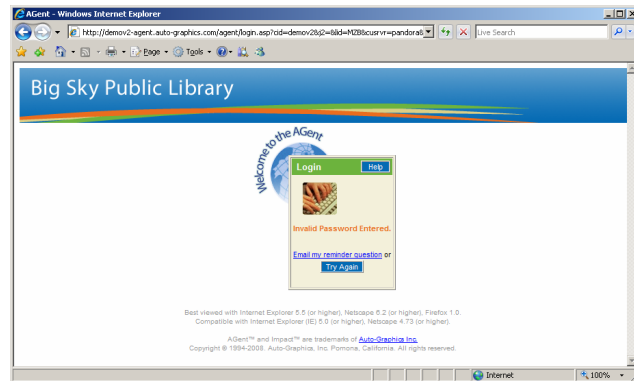 AGent - Windows Internet Explorer
http://demov2-agent.auto-graphics.com/agent/login.asp?cid=demov2&j2=&lid=MZB&cusrvr=pandora&
Live Search
Page Tools
Big Sky Public Library
Welcome to the AGent
Login Help
Invalid Password Entered.
Email my reminder question or
Try Again
Best viewed with Internet Explorer 5.5 (or higher), Netscape 6.2 (or higher), Firefox 1.0.
Compatible with Internet Explorer (IE) 5.0 (or higher), Netscape 4.73 (or higher).
AGent™ and Impact™ are trademarks of Auto-Graphics Inc.
Copyright © 1994-2008. Auto-Graphics, Inc. Pomona, California. All rights reserved.
Internet 100%